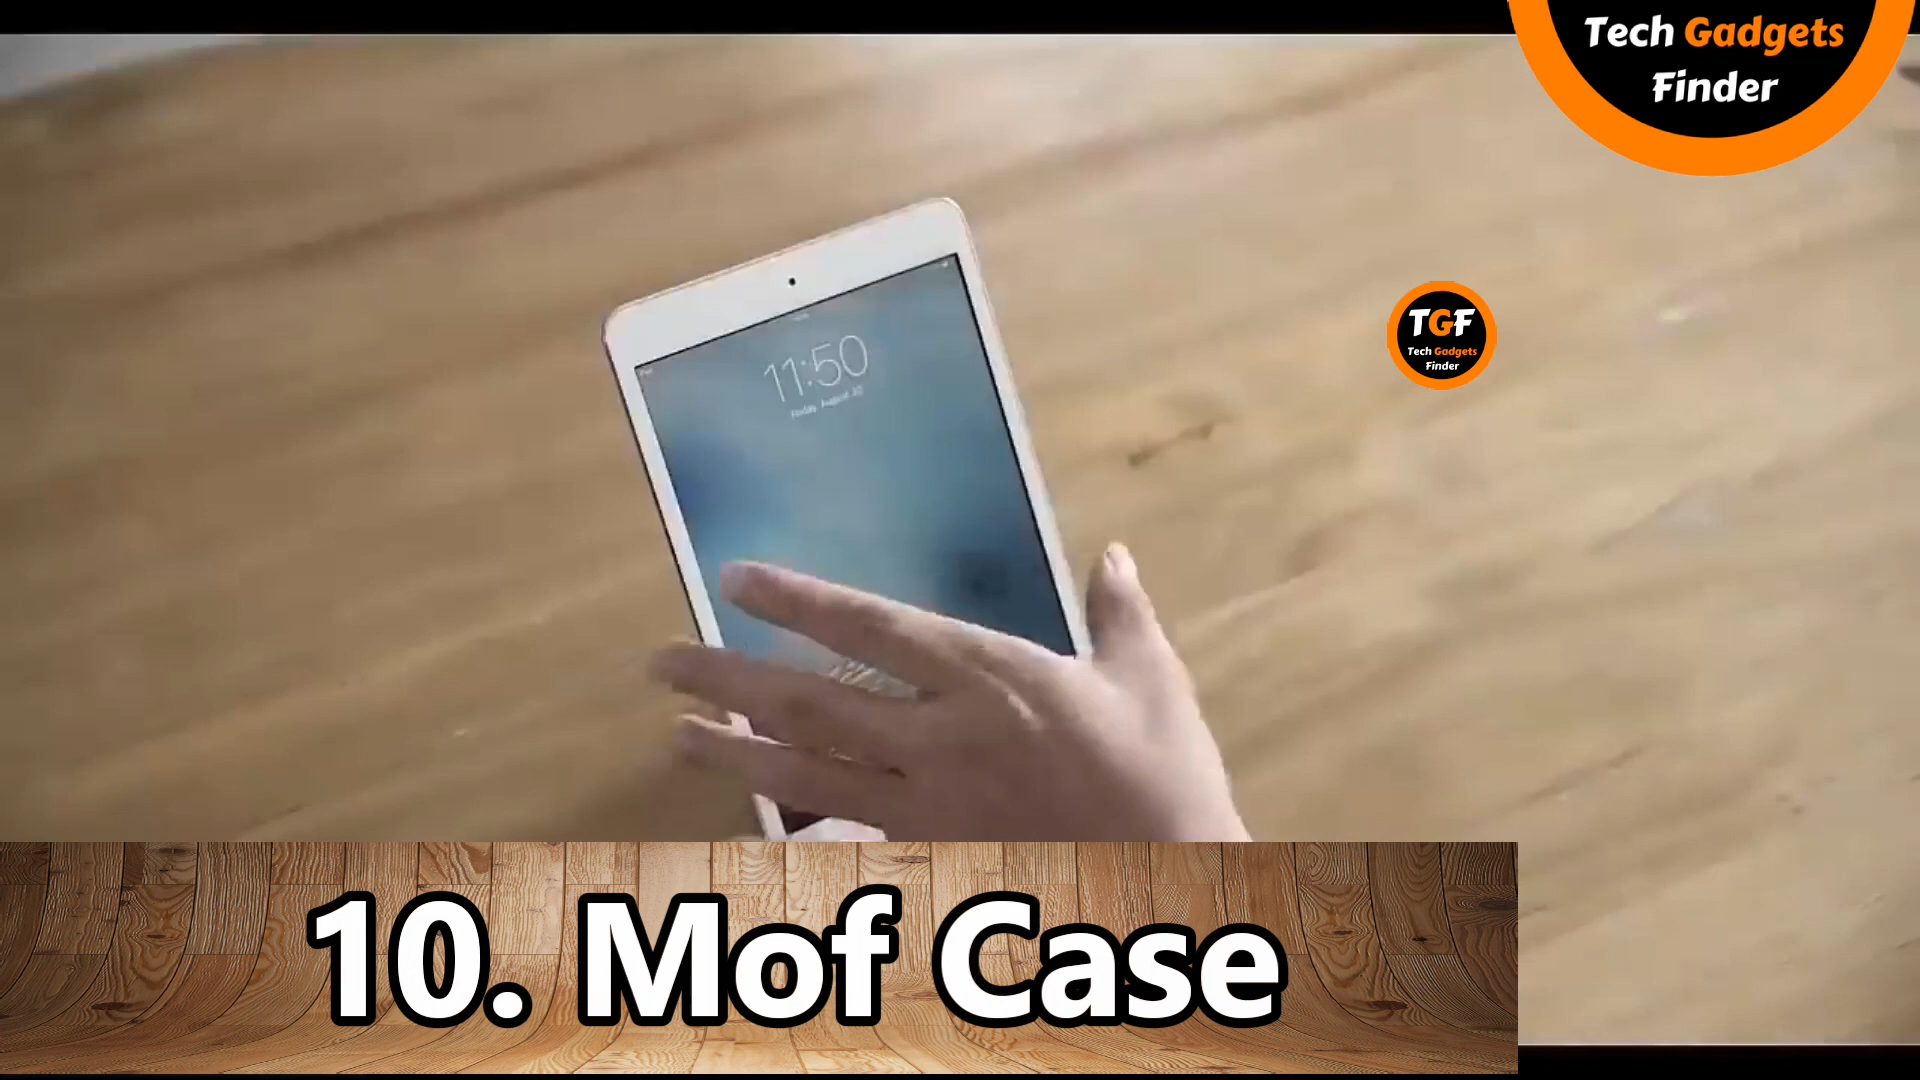 Tech Gadgets
Finder
11:50
TGF
Tech Gadgets
Finder
10. Mof Case